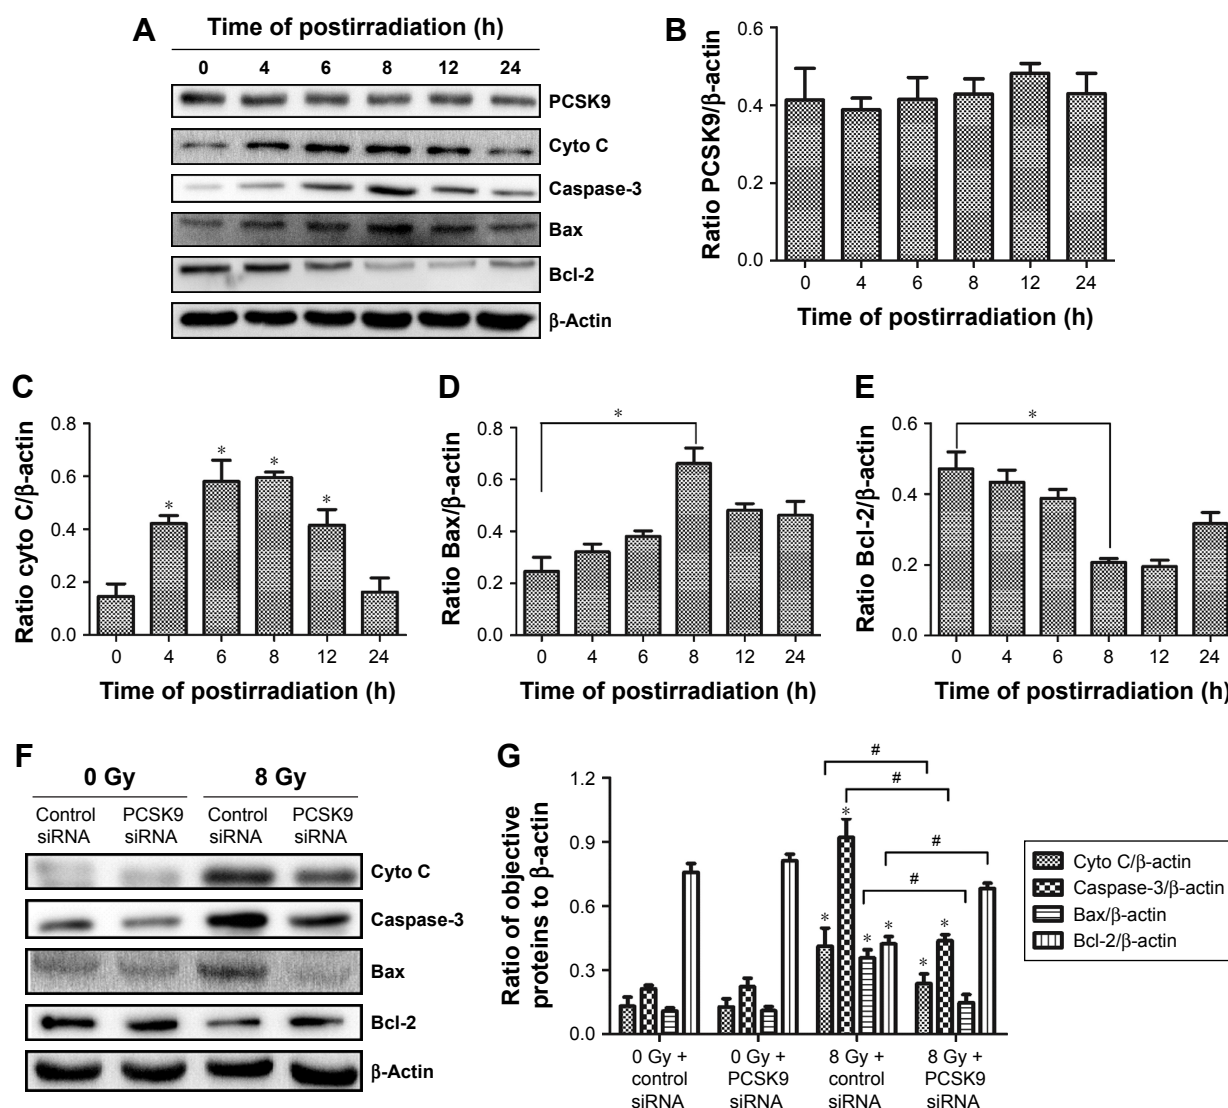 A
Time of postirradiation (h)
0 4 6 8 12 24
PCSK9
Cyto C
Caspase-3
Bax
Bcl-2
β-Actin
B
Ratio PCSK9/β-actin
0.6
0.4
0.2
0.0
0 4 6 8 12 24
Time of postirradiation (h)
C
Ratio cyto C/β-actin
0.8
0.6
0.4
0.2
0.0
* * * *
0 4 6 8 12 24
Time of postirradiation (h)
D
Ratio Bax/β-actin
0.8
0.6
0.4
0.2
0.0
*
0 4 6 8 12 24
Time of postirradiation (h)
E
Ratio Bcl-2/β-actin
0.6
0.4
0.2
0.0
*
0 4 6 8 12 24
Time of postirradiation (h)
F
0 Gy 8 Gy
Control PCSK9 Control PCSK9
siRNA siRNA siRNA siRNA
Cyto C
Caspase-3
Bax
Bcl-2
β-Actin
G
Ratio of objective
proteins to β-actin
1.2
0.9
0.6
0.3
0.0
#
#
#
#
* * * * * *
0 Gy + 0 Gy + 8 Gy + 8 Gy +
control PCSK9 control PCSK9
siRNA siRNA siRNA siRNA
Cyto C/β-actin
Caspase-3/β-actin
Bax/β-actin
Bcl-2/β-actin